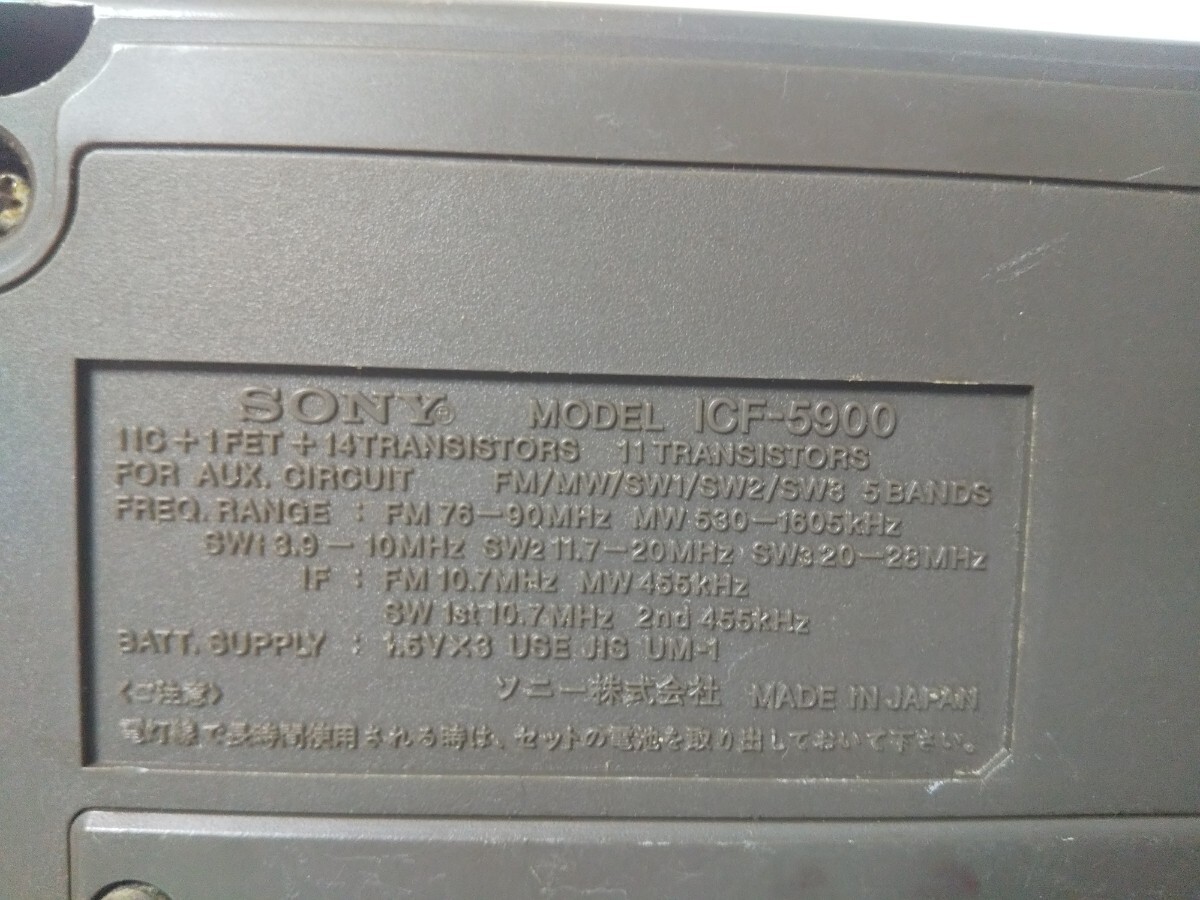 SONY® MODEL ICF-5900
1IC+1FET+14TRANSISTORS 11TRANSISTORS
FOR AUX. CIRCUIT FM/MW/SW1/SW2/SW3 5BANDS
FREQ. RANGE : FM 76-90MHz MW 530-1605kHz
SW1 3.9-10MHz SW2 11.7-20MHz SW3 20-28MHz
IF : FM 10.7MHz MW 455kHz
SW 1st 10.7MHz 2nd 455kHz
BATT. SUPPLY : 1.5V×3 USE JIS UM-1
〈ご注意〉 ソニー株式会社 MADE IN JAPAN
電灯線で長時間使用される時は、セットの電池を取り出しておいて下さい。